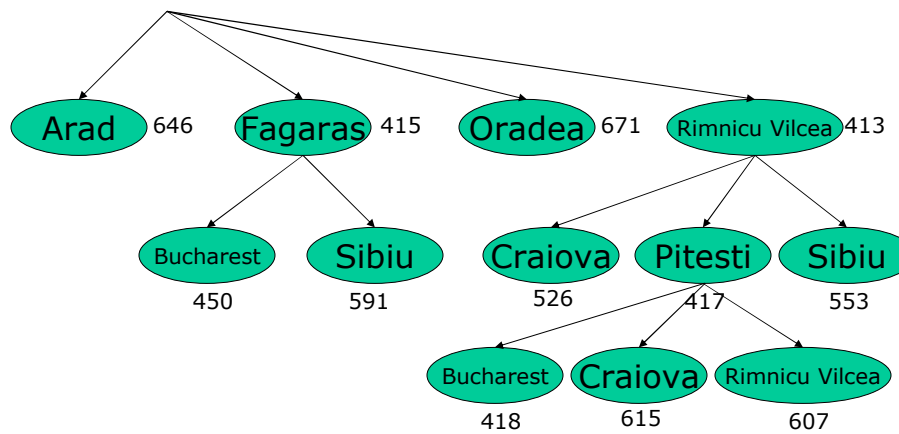 Arad 646 Fagaras 415 Oradea 671 Rimnicu Vilcea 413
Bucharest Sibiu Craiova Pitesti Sibiu
450 591 526 417 553
Bucharest Craiova Rimnicu Vilcea
418 615 607